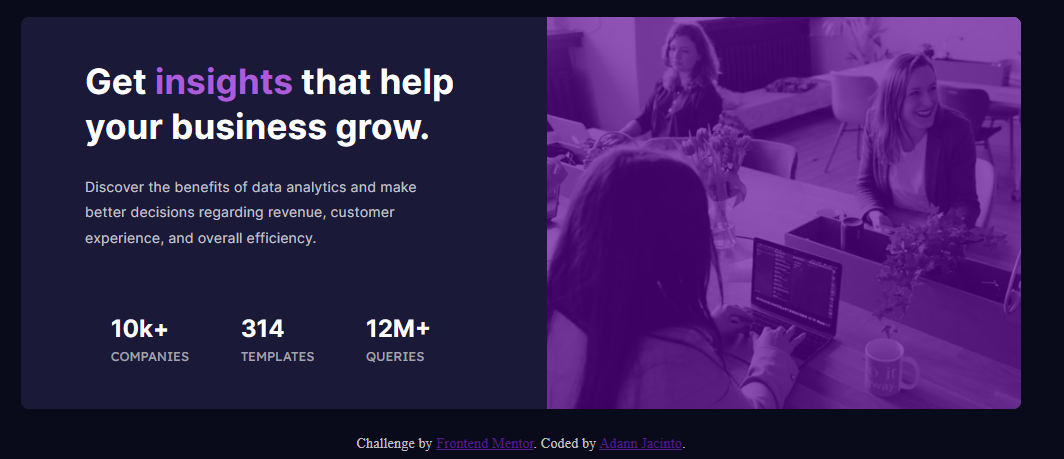 Get insights that help
your business grow.
Discover the benefits of data analytics and make
better decisions regarding revenue, customer
experience, and overall efficiency.
10k+ 314 12M+
COMPANIES TEMPLATES QUERIES
Challenge by Frontend Mentor. Coded by Adann Jacinto.